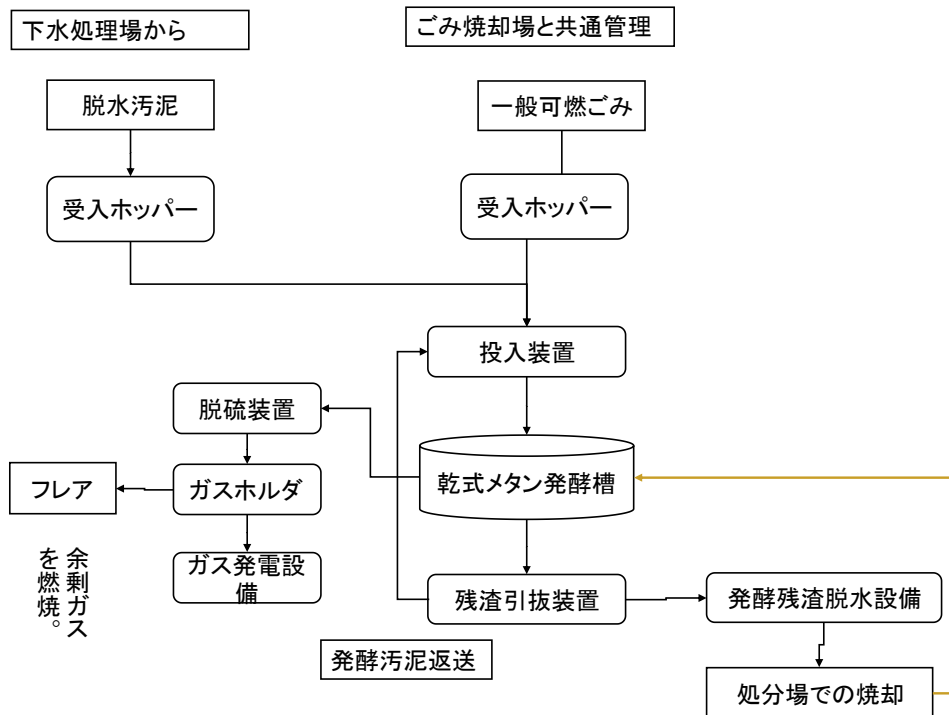 下水処理場から
ごみ焼却場と共通管理
脱水汚泥
一般可燃ごみ
受入ホッパー
受入ホッパー
投入装置
脱硫装置
乾式メタン発酵槽
フレア
ガスホルダ
余剰ガス
を燃焼。
ガス発電設
備
残渣引抜装置
発酵残渣脱水設備
発酵汚泥返送
処分場での焼却